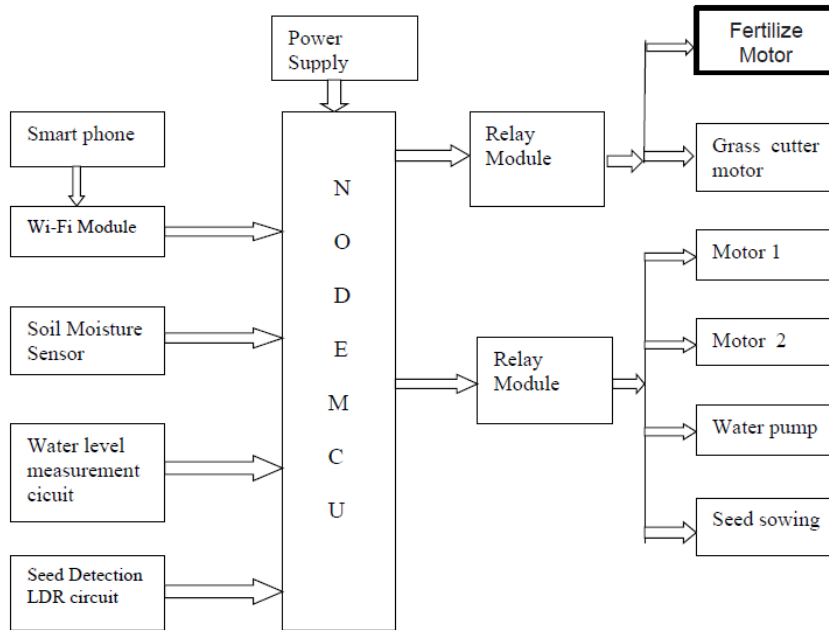 Power
Supply
Fertilize
Motor
Smart phone
Relay
Module
Grass cutter
motor
N
O
D
E
M
C
U
Wi-Fi Module
Motor 1
Soil Moisture
Sensor
Relay
Module
Motor 2
Water level
measurement
cicuit
Water pump
Seed sowing
Seed Detection
LDR circuit